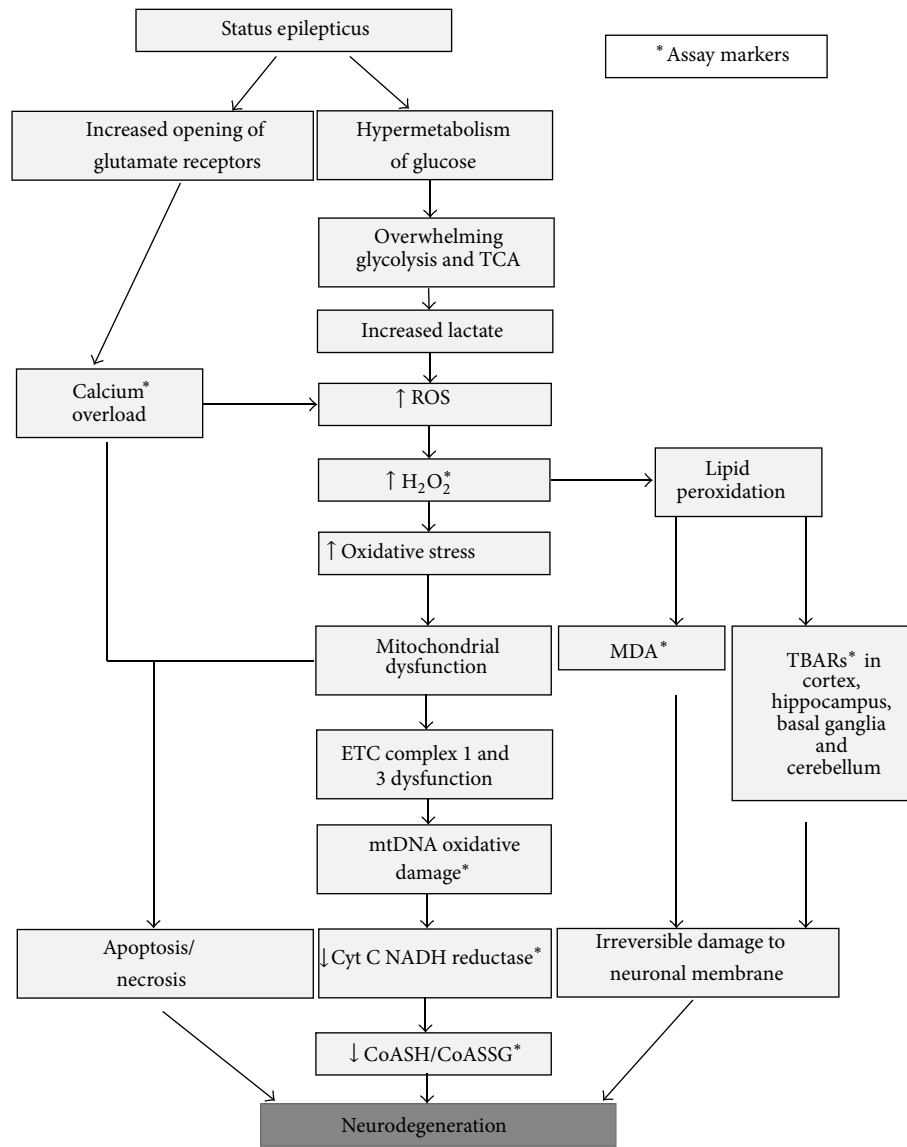 Status epilepticus
* Assay markers
Increased opening of
glutamate receptors
Hypermetabolism
of glucose
Overwhelming
glycolysis and TCA
Increased lactate
Calcium*
overload
↑ ROS
↑ H₂O₂*
Lipid
peroxidation
↑ Oxidative stress
Mitochondrial
dysfunction
MDA*
TBARs* in
cortex,
hippocampus,
basal ganglia
and
cerebellum
ETC complex 1 and
3 dysfunction
mtDNA oxidative
damage*
Apoptosis/
necrosis
↓ Cyt C NADH reductase*
Irreversible damage to
neuronal membrane
↓ CoASH/CoASSG*
Neurodegeneration